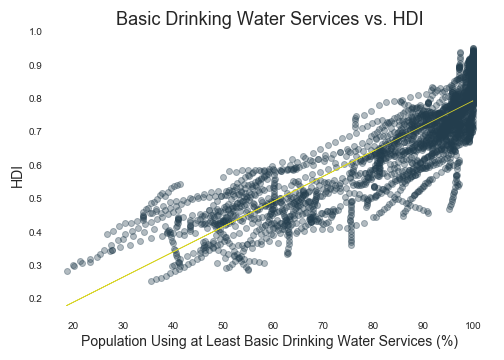 Basic Drinking Water Services vs. HDI
1.0
0.9
0.8
0.7
0.6
0.5
0.4
0.3
0.2
HDI
20 30 40 50 60 70 80 90 100
Population Using at Least Basic Drinking Water Services (%)